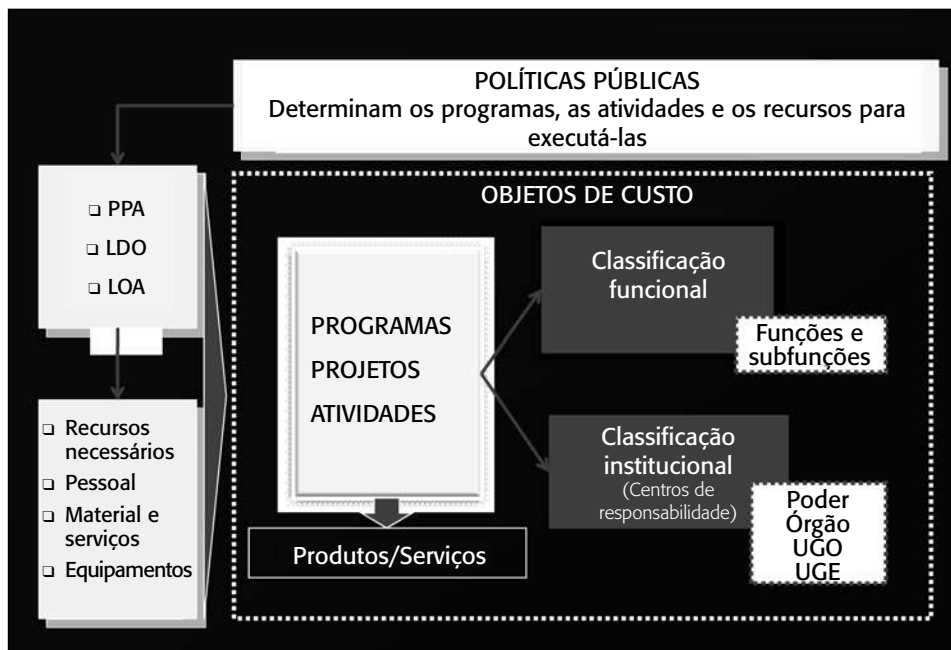 POLÍTICAS PÚBLICAS
Determinam os programas, as atividades e os recursos para
executá-las
❑ PPA
❑ LDO
❑ LOA
❑ Recursos
necessários
❑ Pessoal
❑ Material e
serviços
❑ Equipamentos
OBJETOS DE CUSTO
PROGRAMAS
PROJETOS
ATIVIDADES
Produtos/Serviços
Classificação
funcional
Funções e
subfunções
Classificação
institucional
(Centros de
responsabilidade)
Poder
Órgão
UGO
UGE